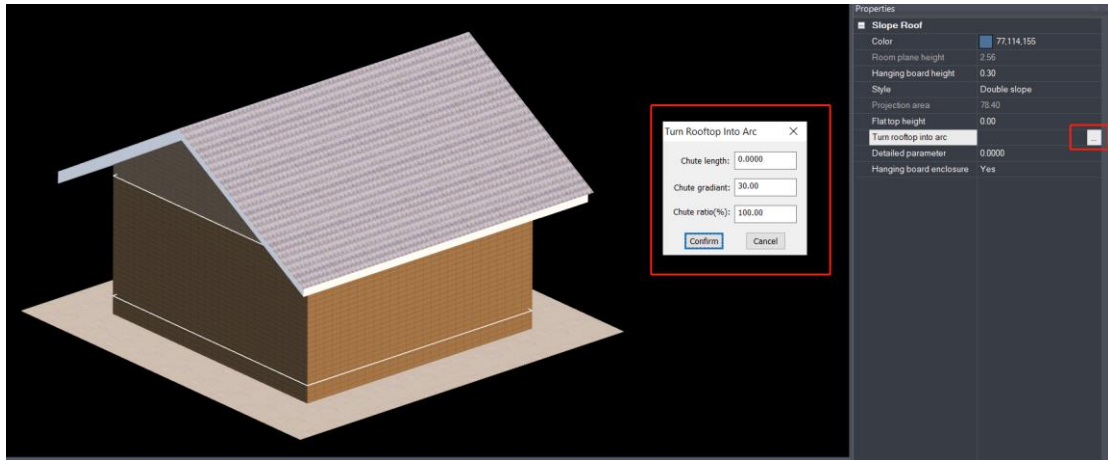 Properties
Slope Roof
Color 77,114,155
Room plane height 2.56
Hanging board height 0.30
Style Double slope
Projection area 78.40
Flat top height 0.00
Turn rooftop into arc ...
Detailed parameter 0.0000
Hanging board enclosure Yes
Turn Rooftop Into Arc
Chute length: 0.0000
Chute gradiant: 30.00
Chute ratio(%): 100.00
Confirm Cancel